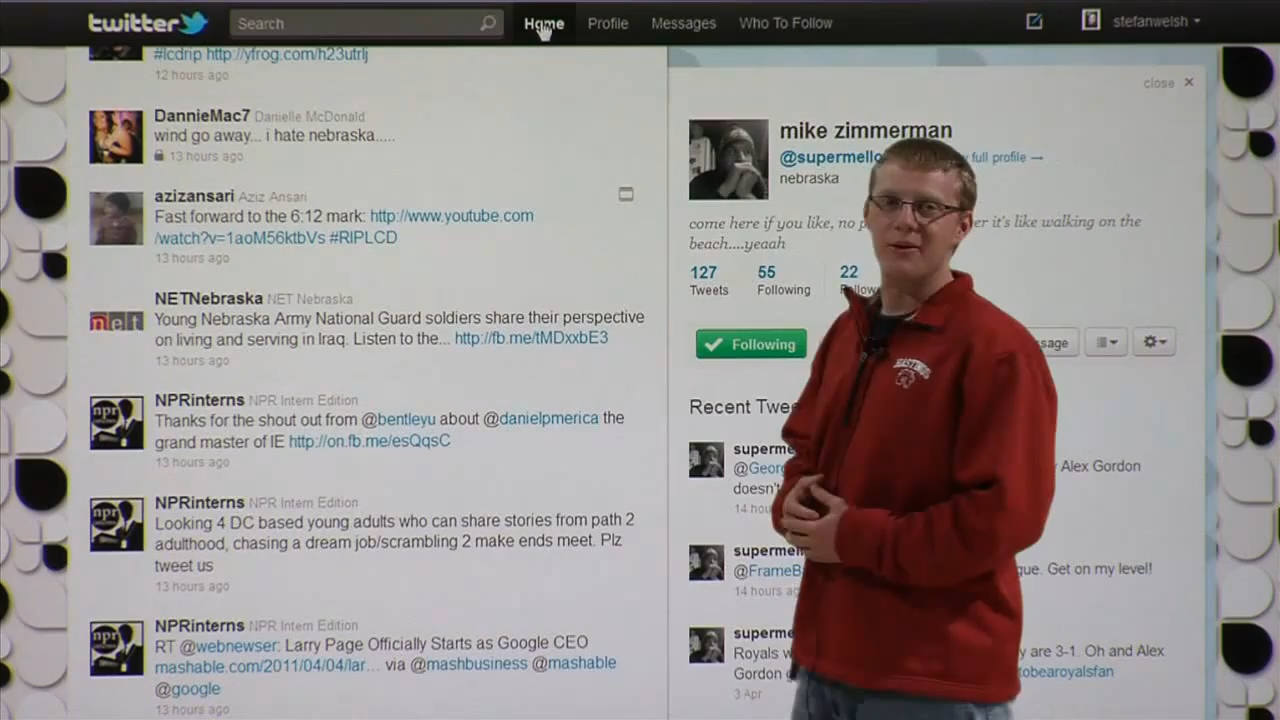 twitter
Search
Home
Profile
Messages
Who To Follow
stefanwelsh
#lcdrip http://yfrog.com/h23utrlj
12 hours ago
DannieMac7 Danielle McDonald
wind go away... i hate nebraska.....
13 hours ago
azizansari Aziz Ansari
Fast forward to the 6:12 mark: http://www.youtube.com
/watch?v=1aoM56ktbVs #RIPLCD
13 hours ago
NETNebraska NET Nebraska
net
Young Nebraska Army National Guard soldiers share their perspective
on living and serving in Iraq. Listen to the... http://fb.me/tMDxxbE3
13 hours ago
NPRinterns NPR Intern Edition
npr
Thanks for the shout out from @bentleyu about @danielpmerica the
grand master of IE http://on.fb.me/esQqsC
13 hours ago
NPRinterns NPR Intern Edition
npr
Looking 4 DC based young adults who can share stories from path 2
adulthood, chasing a dream job/scrambling 2 make ends meet. Plz
tweet us
13 hours ago
NPRinterns NPR Intern Edition
npr
RT @webnewser: Larry Page Officially Starts as Google CEO
mashable.com/2011/04/04/lar... via @mashbusiness @mashable
@google
13 hours ago
close ×
mike zimmerman
@supermello full profile →
nebraska
come here if you like, no p er it's like walking on the
beach....yeaah
127 55 22
Tweets Following Follow
Following
sage
HASTINGS
Recent Twee
superme
@Georg Alex Gordon
doesn't
14 hou
superme
@FrameB gue. Get on my level!
14 hours ag
superme
Royals w are 3-1. Oh and Alex
Gordon tobearoyalsfan
3 Apr